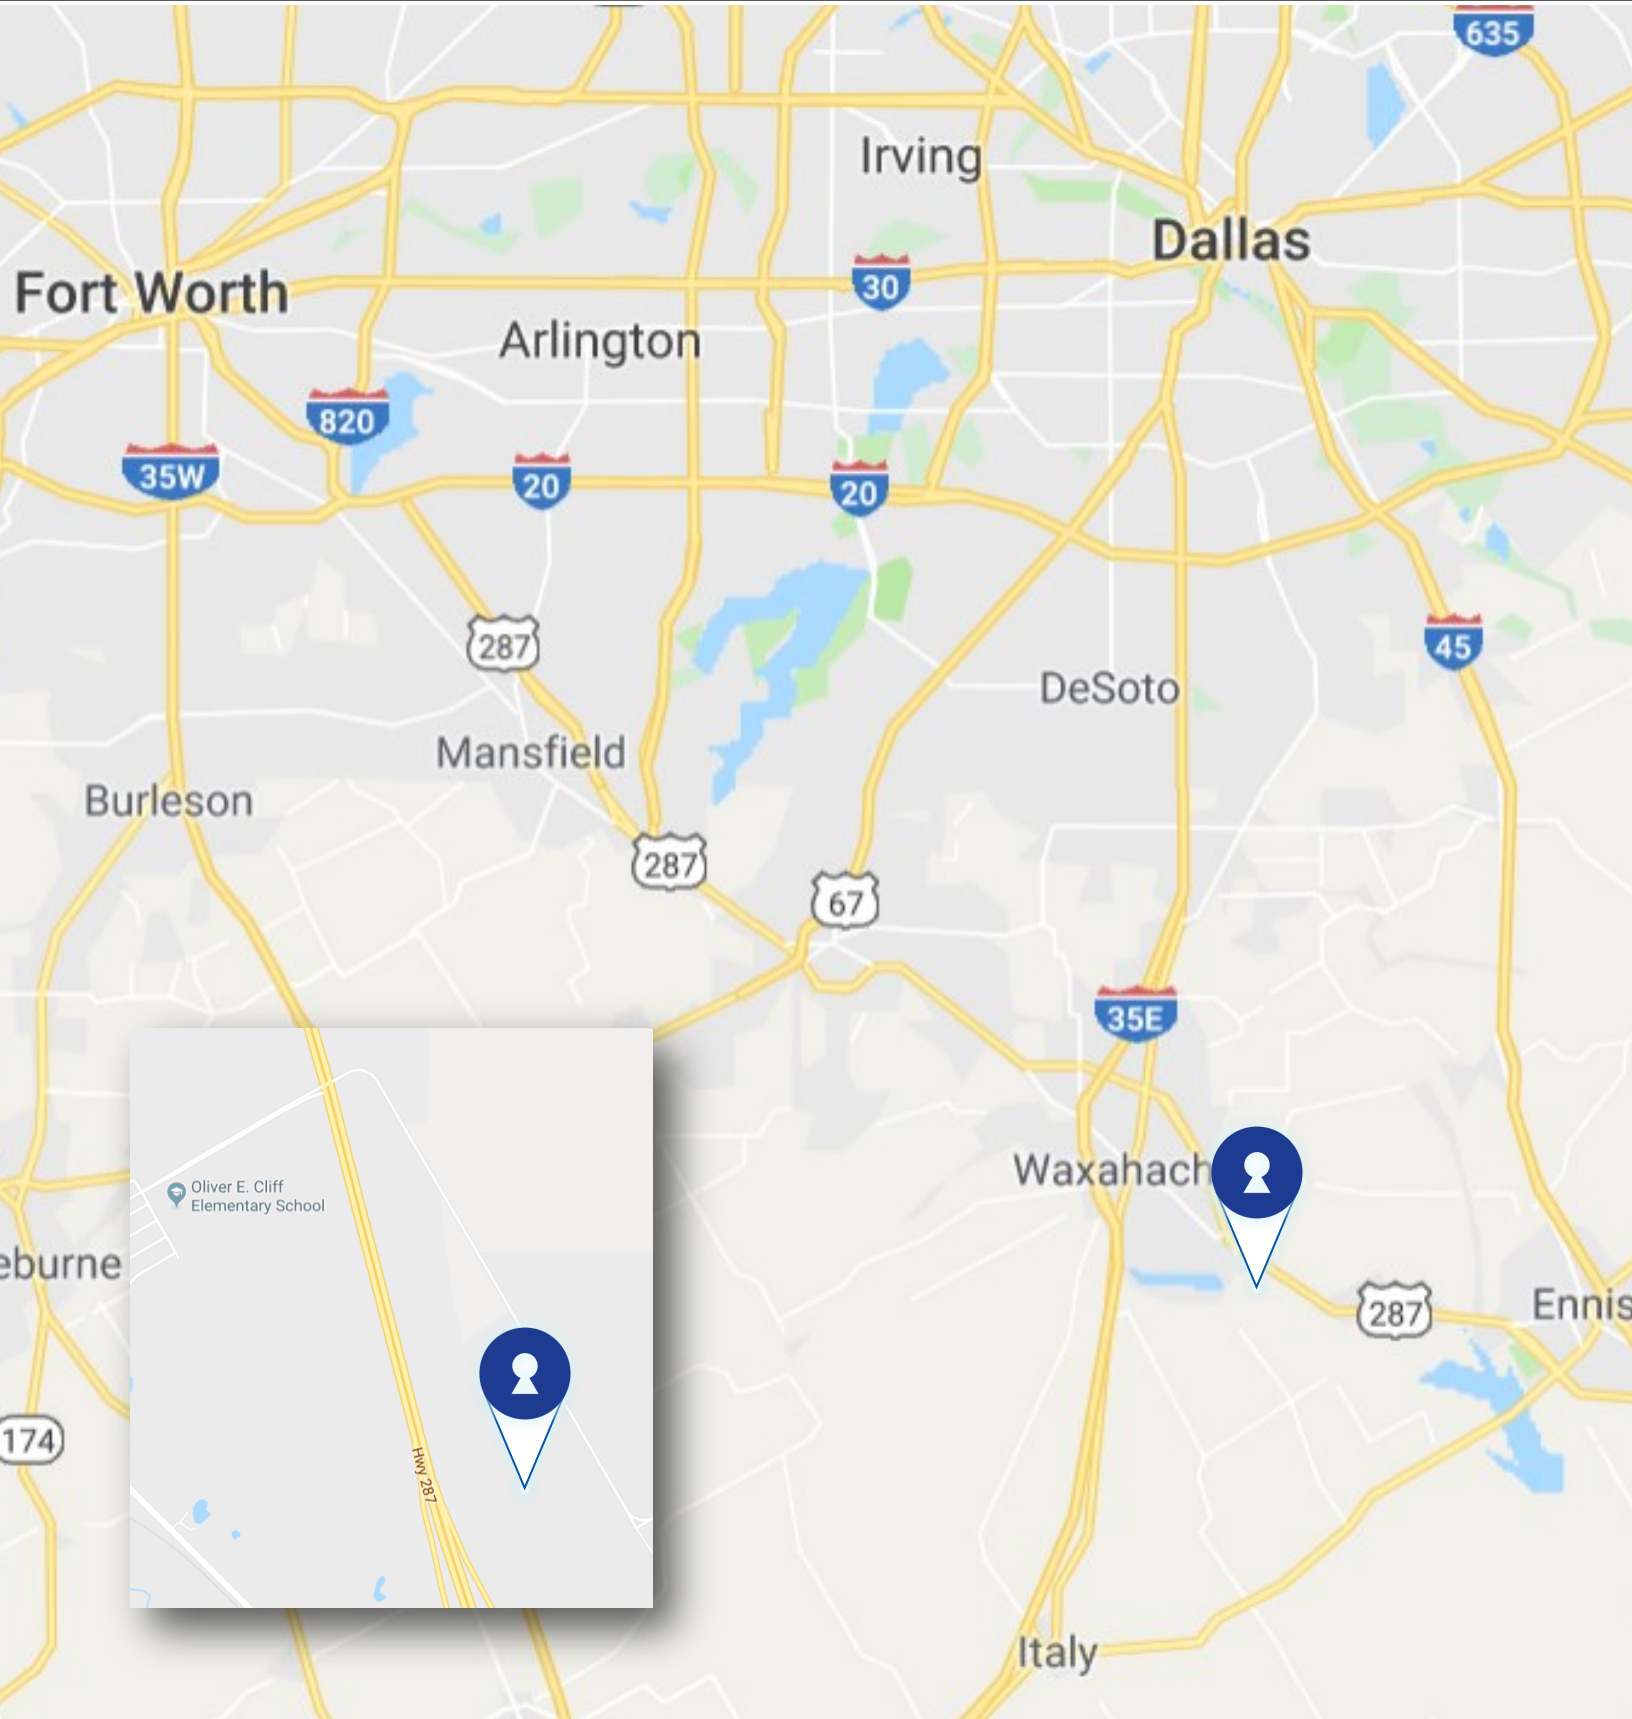 635
Irving
Dallas
Fort Worth
30
Arlington
820
35W
20
20
287
45
DeSoto
Mansfield
Burleson
287
67
35E
Waxahach
Oliver E. Cliff
Elementary School
eburne
287
Ennis
174
Hwy 287
Italy